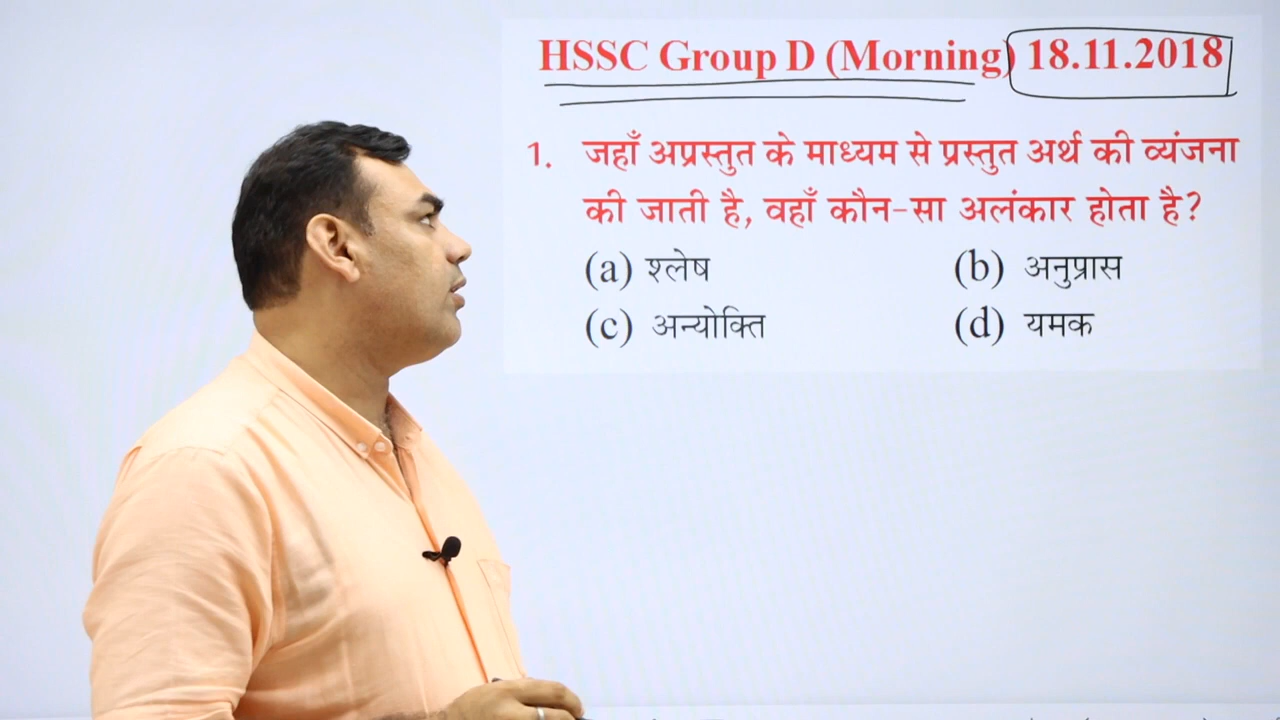 HSSC Group D (Morning) 18.11.2018
1. जहाँ अप्रस्तुत के माध्यम से प्रस्तुत अर्थ की व्यंजना
की जाती है, वहाँ कौन-सा अलंकार होता है?
(a) श्लेष (b) अनुप्रास
(c) अन्योक्ति (d) यमक